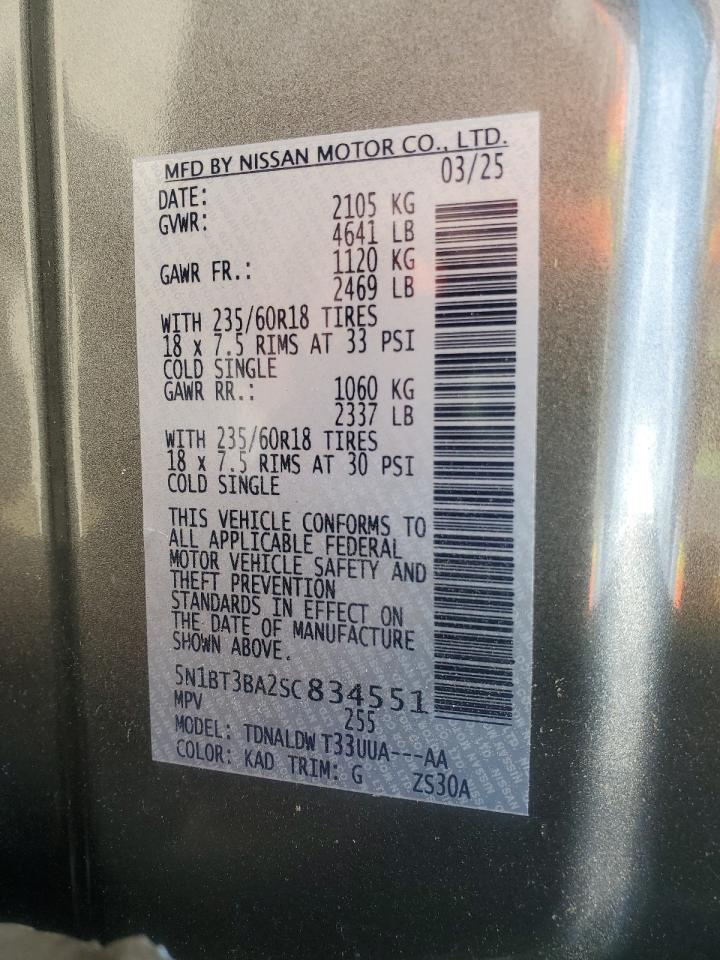 MFD BY NISSAN MOTOR CO., LTD.
DATE: 03/25
GVWR: 2105 KG
4641 LB
GAWR FR.: 1120 KG
2469 LB
WITH 235/60R18 TIRES
18 x 7.5 RIMS AT 33 PSI
COLD SINGLE
GAWR RR.: 1060 KG
2337 LB
WITH 235/60R18 TIRES
18 x 7.5 RIMS AT 30 PSI
COLD SINGLE
THIS VEHICLE CONFORMS TO
ALL APPLICABLE FEDERAL
MOTOR VEHICLE SAFETY AND
THEFT PREVENTION
STANDARDS IN EFFECT ON
THE DATE OF MANUFACTURE
SHOWN ABOVE.
5N1BT3BA2SC834551
MPV 255
MODEL: TDNALDW T33UUA---AA
COLOR: KAD TRIM: G ZS30A